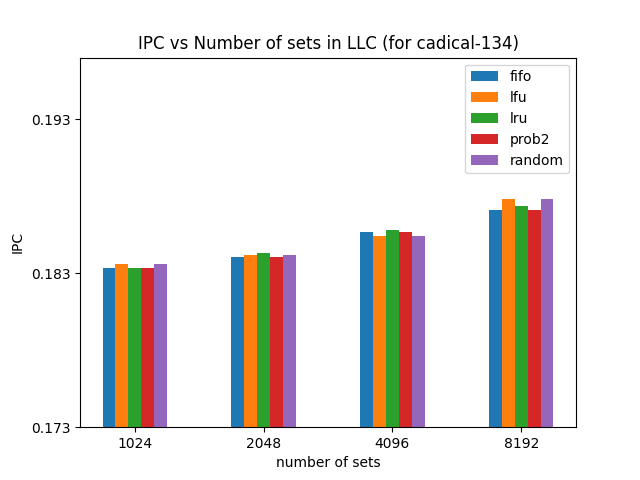 IPC vs Number of sets in LLC (for cadical-134)
fifo
lfu
lru
prob2
random
0.193
0.183
0.173
IPC
1024 2048 4096 8192
number of sets